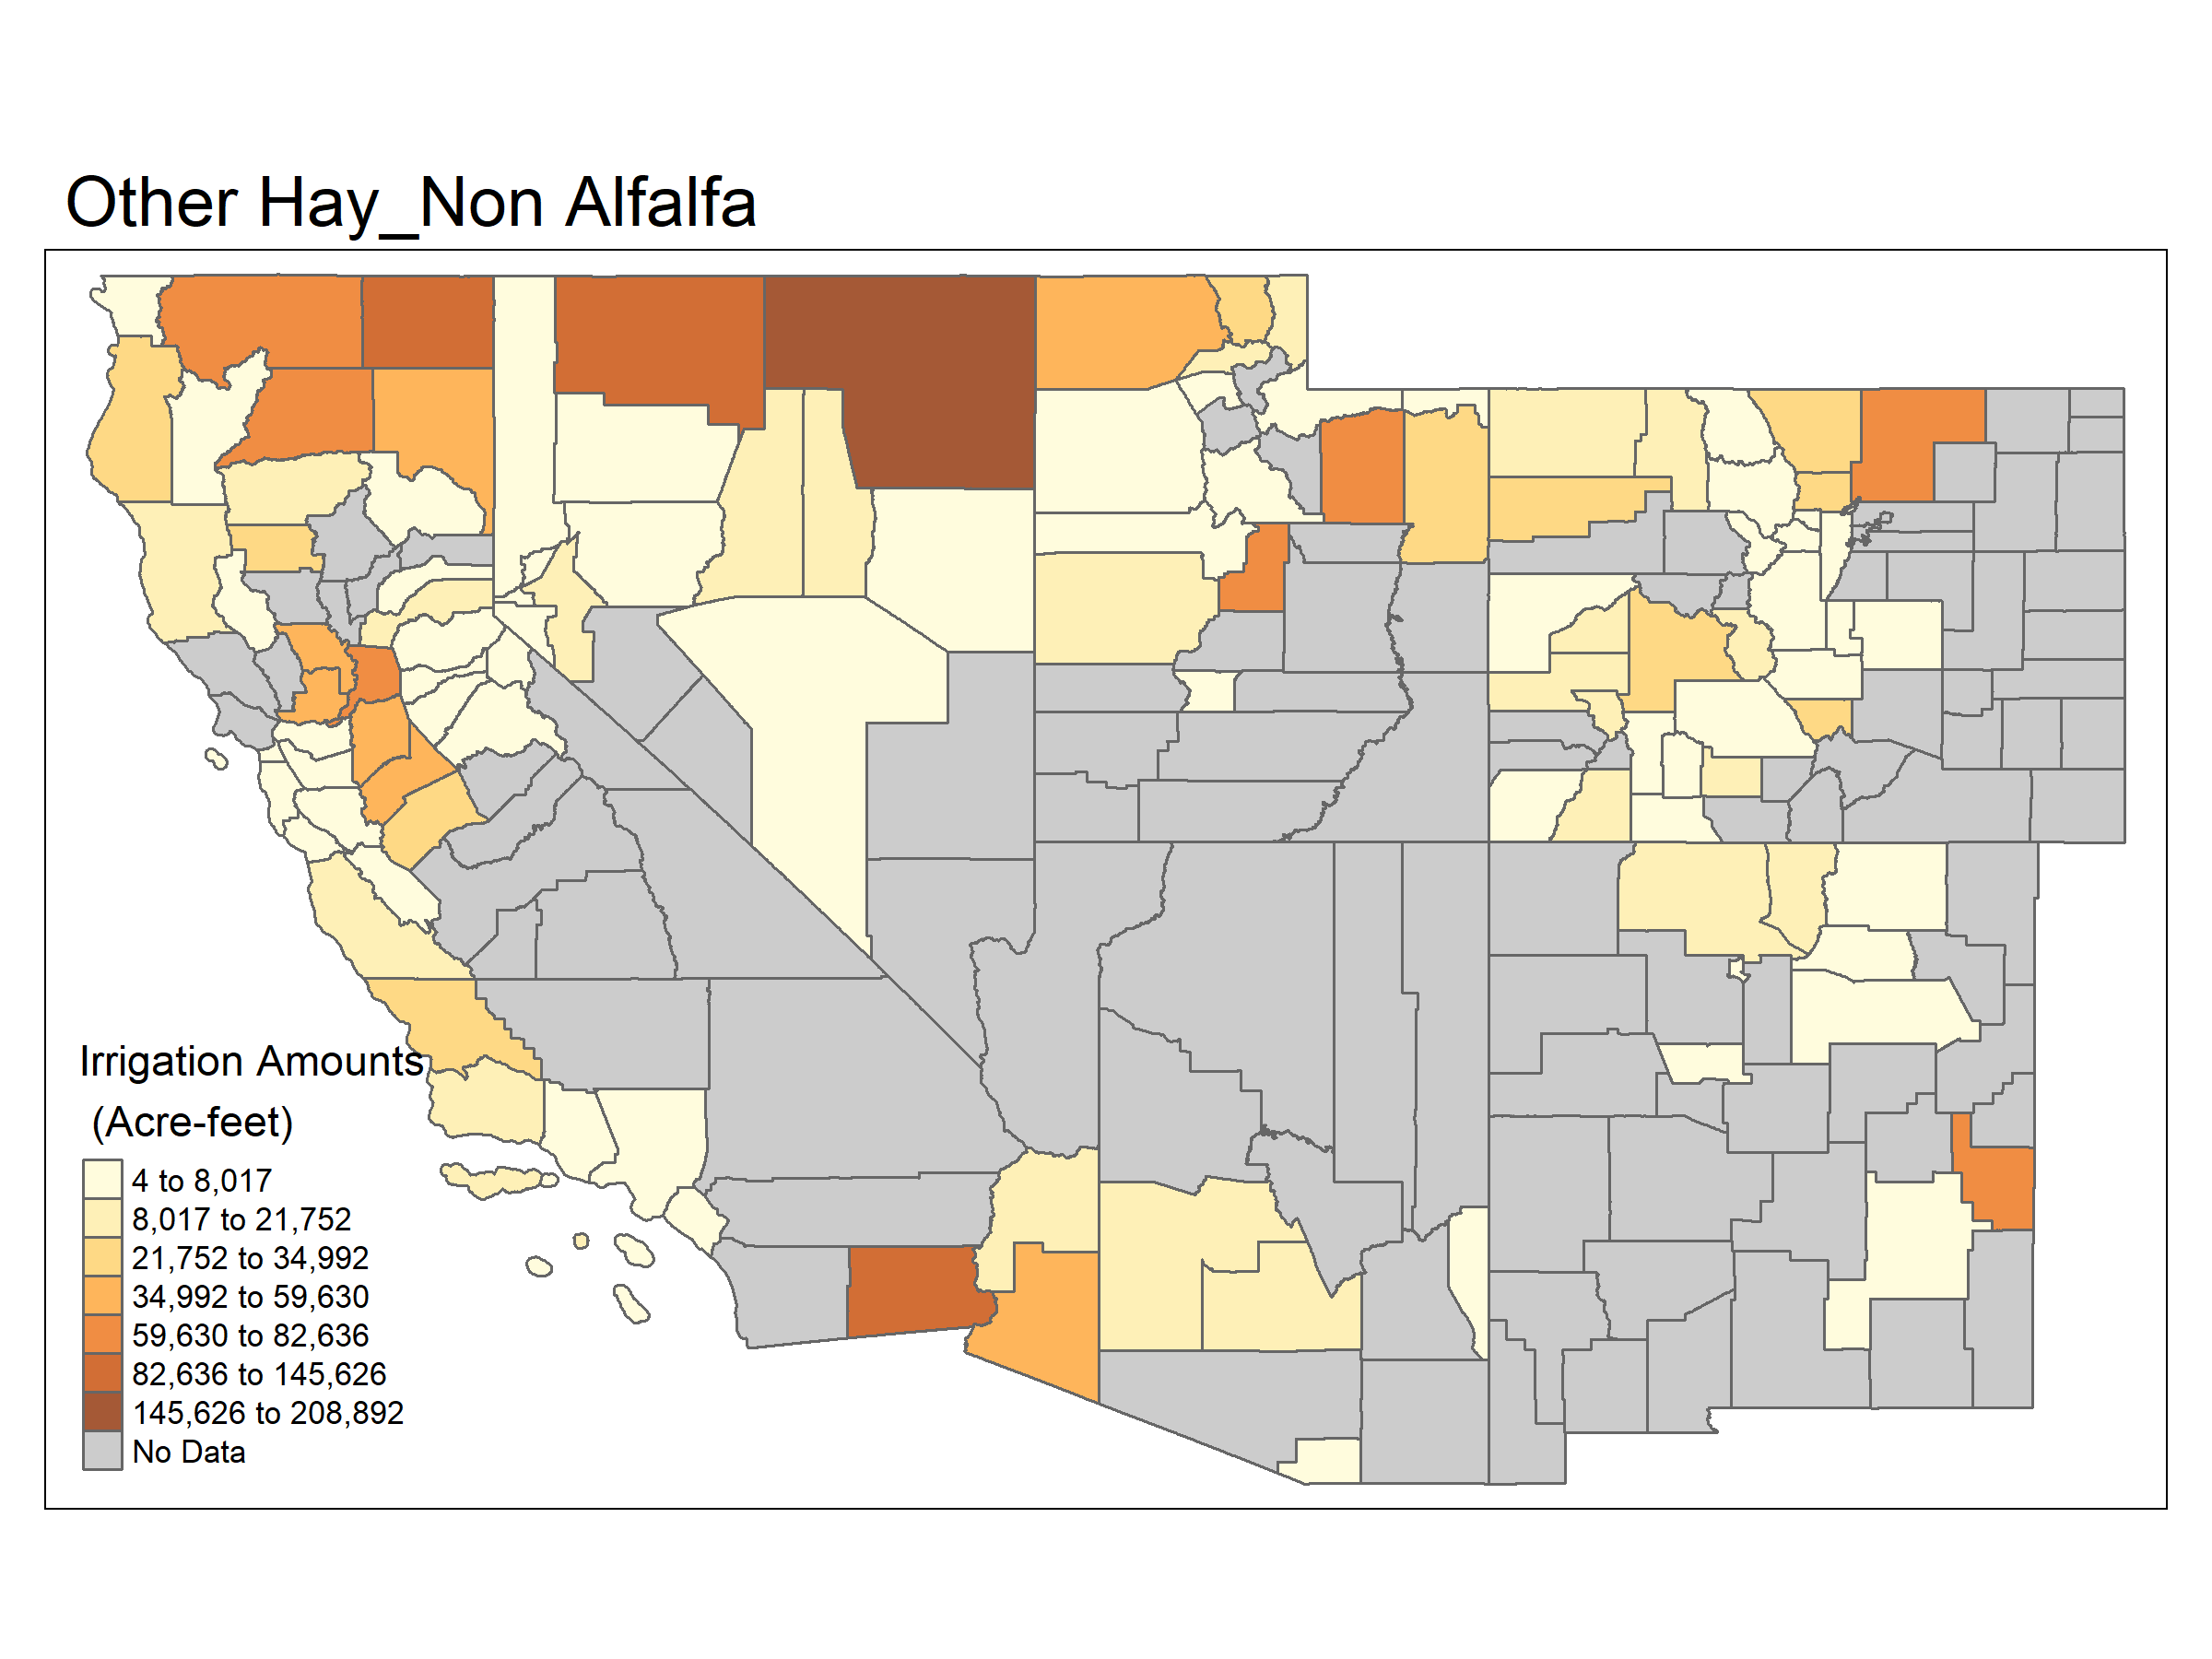 Other Hay_Non Alfalfa
Irrigation Amounts
(Acre-feet)
4 to 8,017
8,017 to 21,752
21,752 to 34,992
34,992 to 59,630
59,630 to 82,636
82,636 to 145,626
145,626 to 208,892
No Data